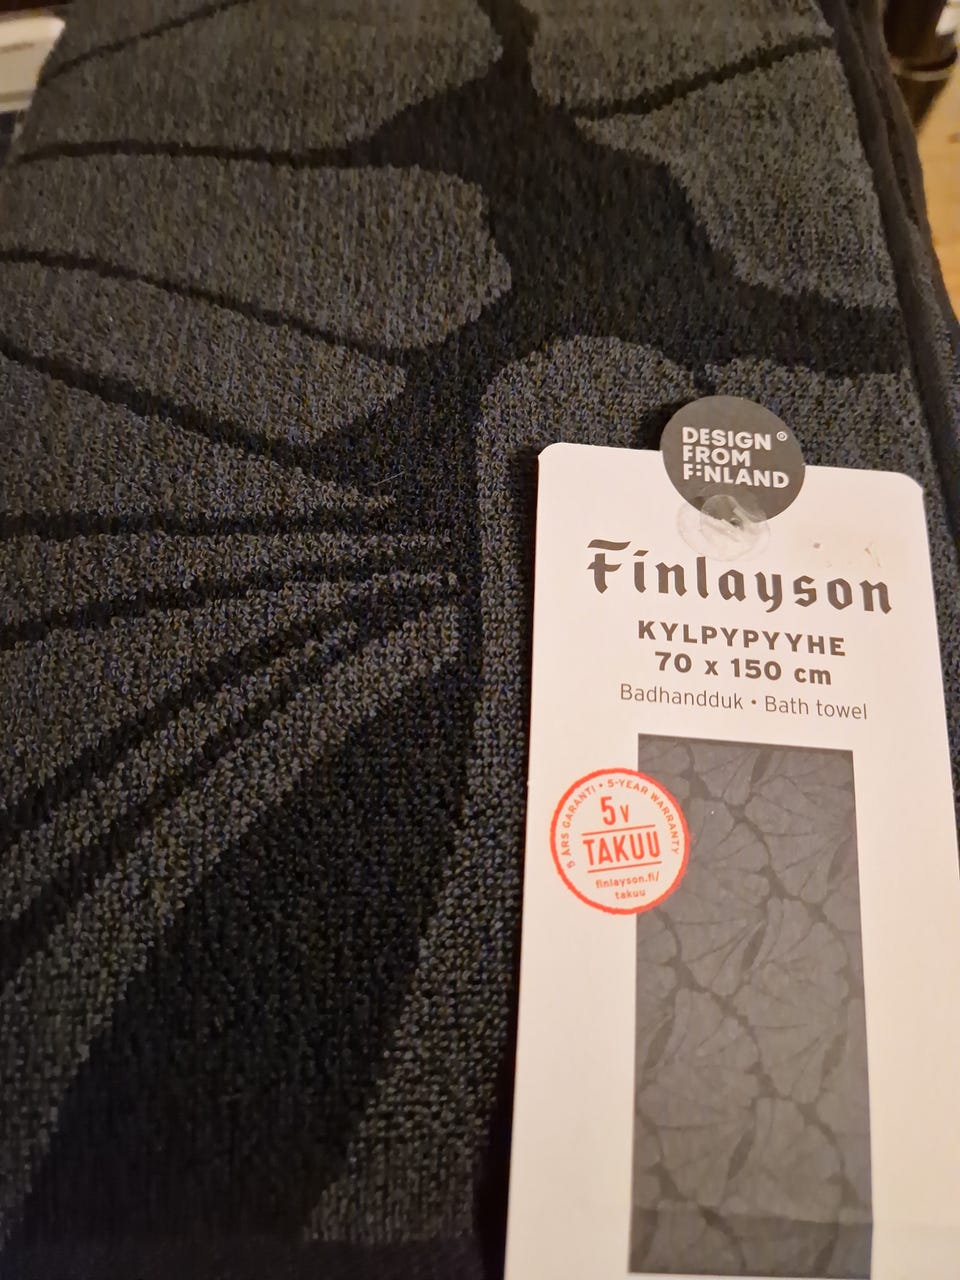 DESIGN®
FROM
FINLAND
Finlayson
KYLPYPYYHE
70 x 150 cm
Badhandduk • Bath towel
5 ÅRS GARANTI • 5-YEAR WARRANTY
5 V
TAKUU
finlayson.fi/
takuu